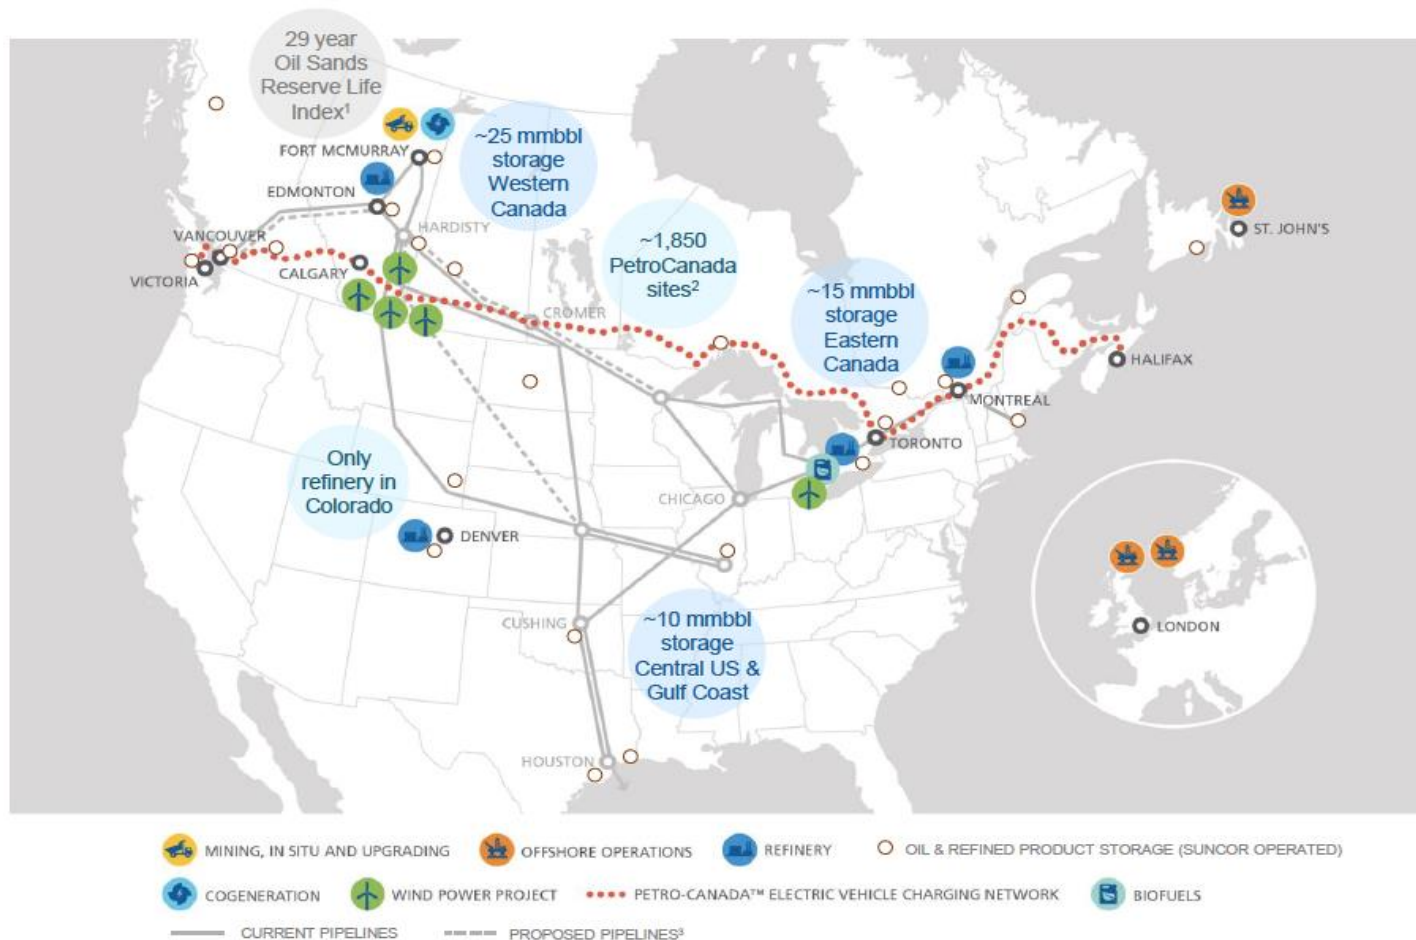 29 year
Oil Sands
Reserve Life
Index¹
FORT MCMURRAY
~25 mmbbl
storage
Western
Canada
EDMONTON
HARDISTY
VANCOUVER
CALGARY
VICTORIA
~1,850
PetroCanada
sites²
CROMER
~15 mmbbl
storage
Eastern
Canada
ST. JOHN'S
HALIFAX
MONTREAL
TORONTO
Only
refinery in
Colorado
CHICAGO
DENVER
CUSHING
~10 mmbbl
storage
Central US &
Gulf Coast
HOUSTON
LONDON
MINING, IN SITU AND UPGRADING
OFFSHORE OPERATIONS
REFINERY
OIL & REFINED PRODUCT STORAGE (SUNCOR OPERATED)
COGENERATION
WIND POWER PROJECT
PETRO-CANADA™ ELECTRIC VEHICLE CHARGING NETWORK
BIOFUELS
CURRENT PIPELINES
PROPOSED PIPELINES³